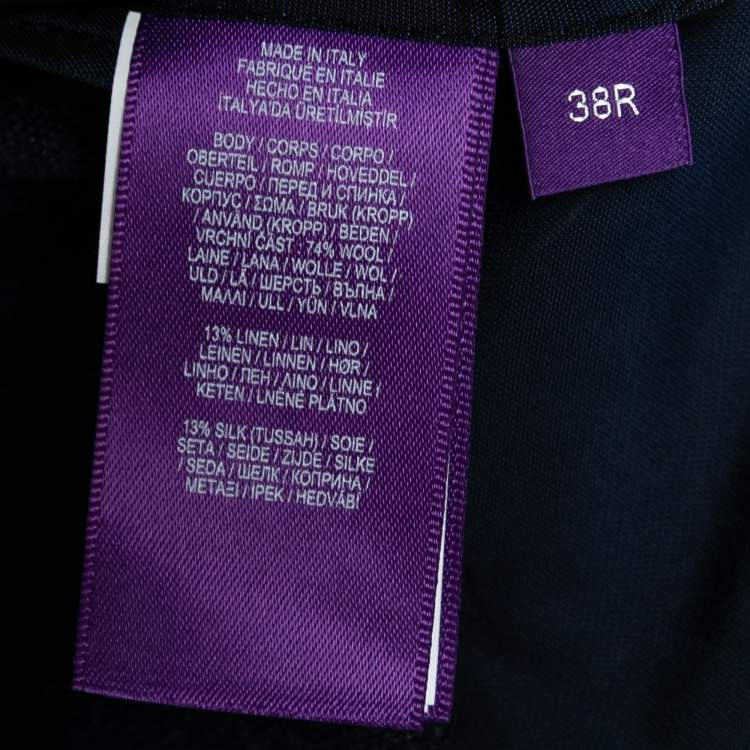 MADE IN ITALY
FABRIQUÉ EN ITALIE
HECHO EN ITALIA
İTALYA'DA ÜRETİLMİŞTİR
BODY / CORPS / CORPO /
OBERTEIL / ROMP / HOVEDDEL /
CUERPO / ПЕРЕД И СПИНКА /
КОРПУС / ΣΩΜΑ / BRUK (KROPP)
/ ANVÄND (KROPP) / BEDEN /
VRCHNÍ ČÁST : 74% WOOL /
LAINE / LANA / WOLLE / WOL /
ULD / LÃ / ШЕРСТЬ / ВЪЛНА /
ΜΑΛΛΙ / ULL / YÜN / VLNA
13% LINEN / LIN / LINO /
LEINEN / LINNEN / HØR /
LINHO / ЛЕН / ΛΙΝΟ / LINNE /
KETEN / LNĚNÉ PLÁTNO
13% SILK (TUSSAH) / SOIE /
SETA / SEIDE / ZIJDE / SILKE
/ SEDA / ШЕЛК / КОПРИНА /
ΜΕΤΑΞΙ / IPEK / HEDVÁBÍ
38R